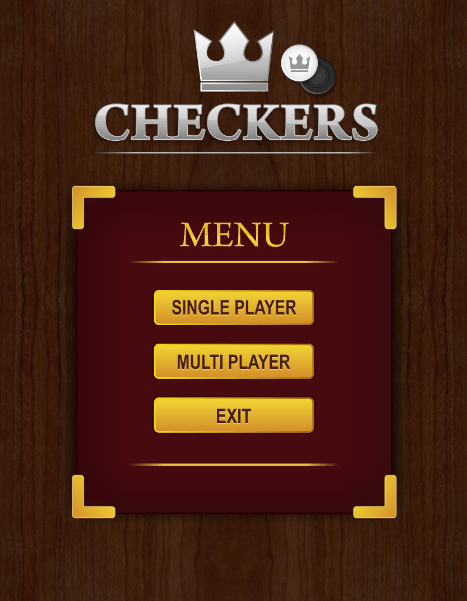 CHECKERS
MENU
SINGLE PLAYER
MULTI PLAYER
EXIT